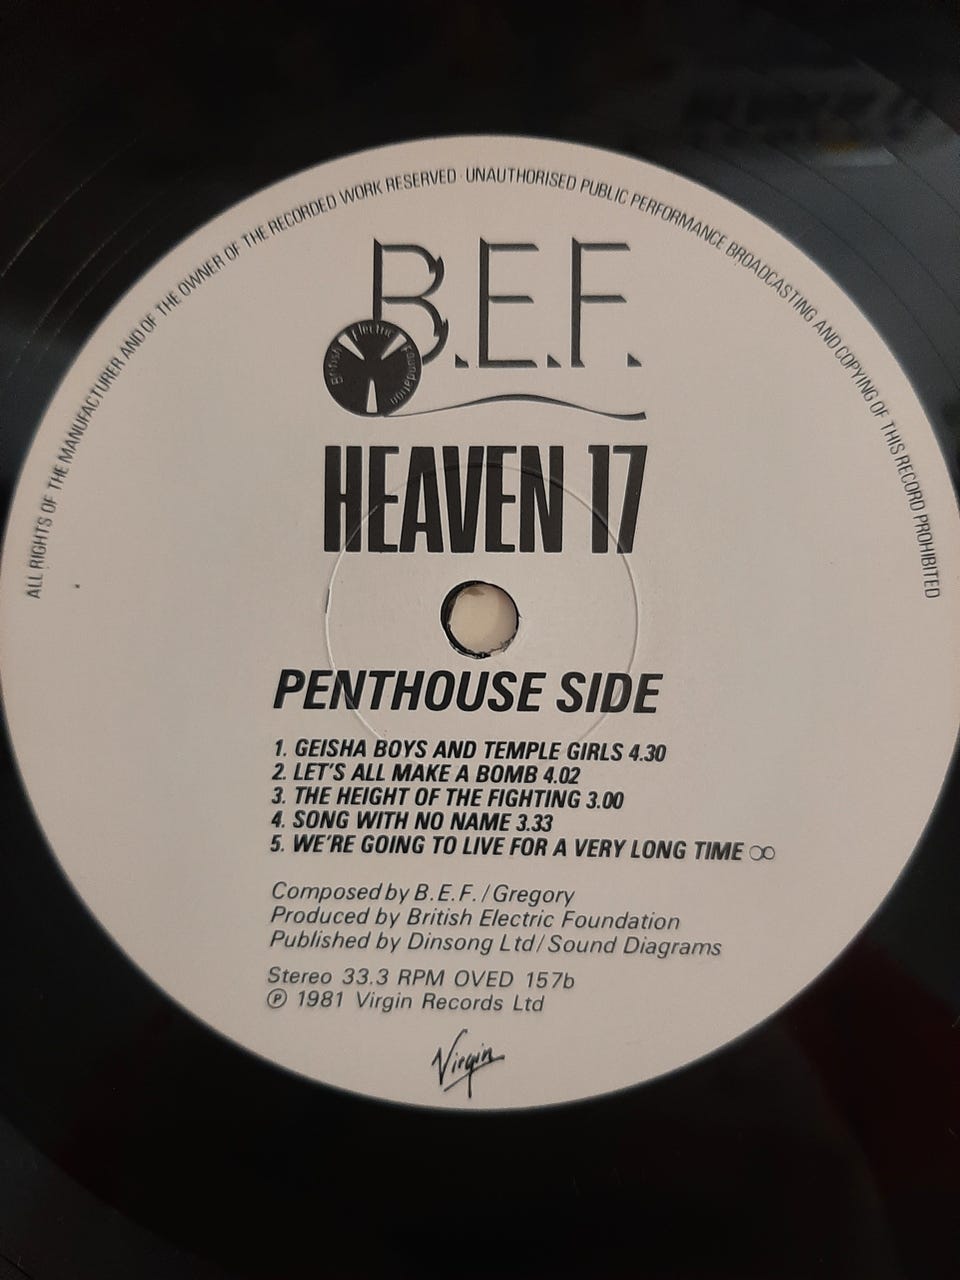 ALL RIGHTS OF THE MANUFACTURER AND OF THE OWNER OF THE RECORDED WORK RESERVED · UNAUTHORISED PUBLIC PERFORMANCE BROADCASTING AND COPYING OF THIS RECORD PROHIBITED
B.E.F.
British Electric Foundation
HEAVEN 17
PENTHOUSE SIDE
1. GEISHA BOYS AND TEMPLE GIRLS 4.30
2. LET'S ALL MAKE A BOMB 4.02
3. THE HEIGHT OF THE FIGHTING 3.00
4. SONG WITH NO NAME 3.33
5. WE'RE GOING TO LIVE FOR A VERY LONG TIME ∞
Composed by B.E.F./Gregory
Produced by British Electric Foundation
Published by Dinsong Ltd/Sound Diagrams
Stereo 33.3 RPM OVED 157b
℗ 1981 Virgin Records Ltd
Virgin